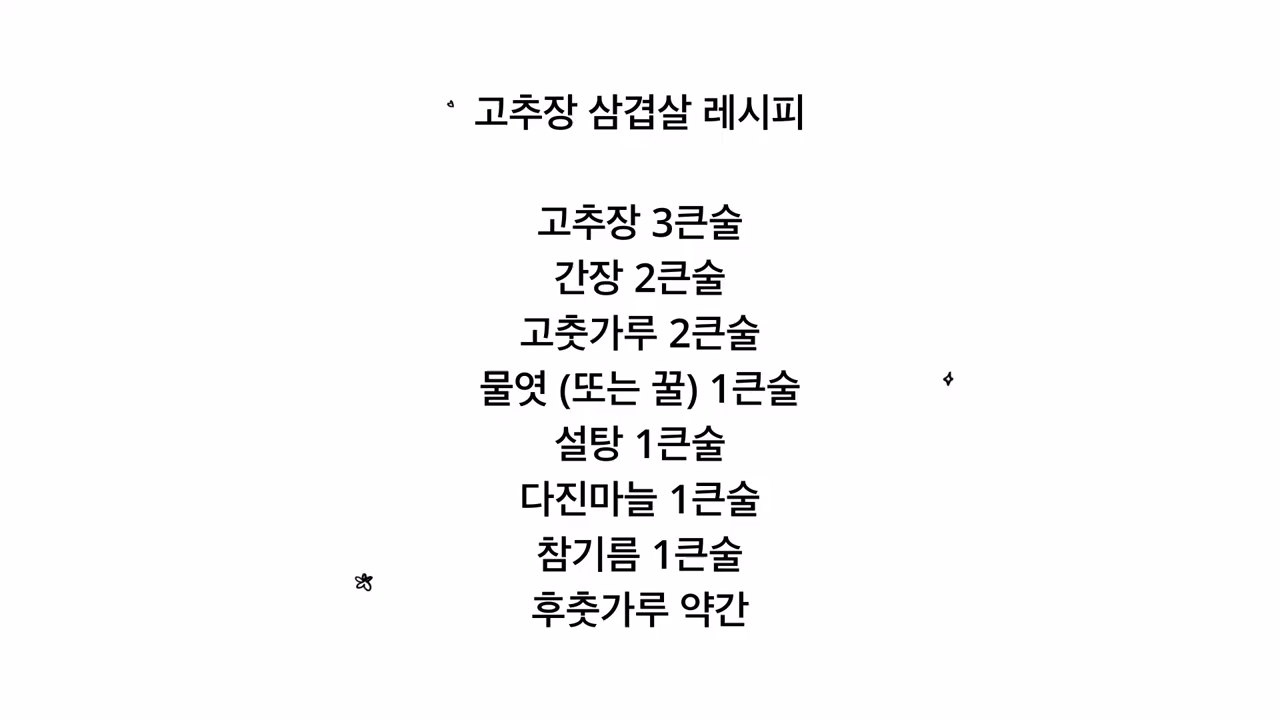 고추장 삼겹살 레시피
고추장 3큰술
간장 2큰술
고춧가루 2큰술
물엿 (또는 꿀) 1큰술
설탕 1큰술
다진마늘 1큰술
참기름 1큰술
후춧가루 약간